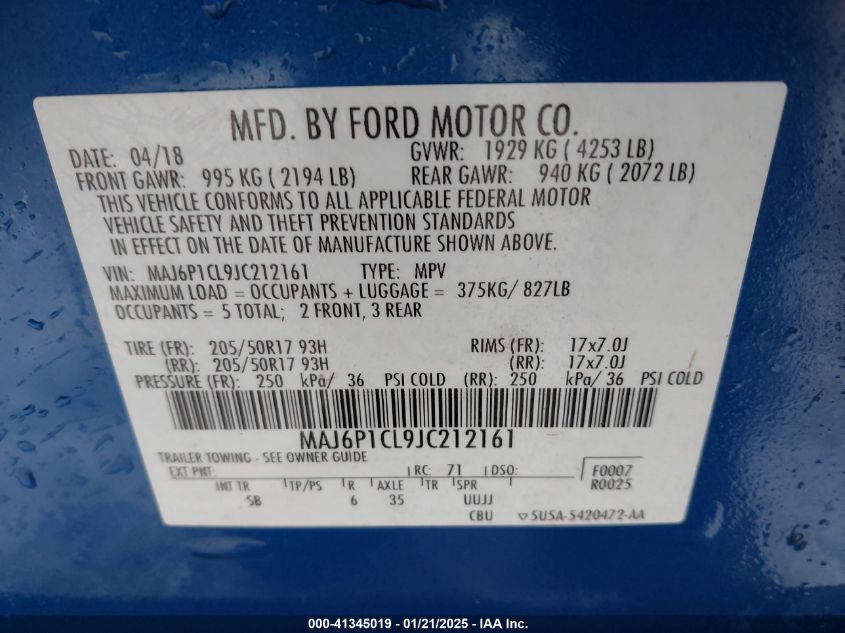 MFD. BY FORD MOTOR CO.
DATE: 04/18 GVWR: 1929 KG ( 4253 LB)
FRONT GAWR: 995 KG ( 2194 LB) REAR GAWR: 940 KG ( 2072 LB)
THIS VEHICLE CONFORMS TO ALL APPLICABLE FEDERAL MOTOR
VEHICLE SAFETY AND THEFT PREVENTION STANDARDS
IN EFFECT ON THE DATE OF MANUFACTURE SHOWN ABOVE.
VIN: MAJ6P1CL9JC212161 TYPE: MPV
MAXIMUM LOAD = OCCUPANTS + LUGGAGE = 375KG/ 827LB
OCCUPANTS = 5 TOTAL; 2 FRONT, 3 REAR
TIRE (FR): 205/50R17 93H RIMS (FR): 17x7.0J
(RR): 205/50R17 93H (RR): 17x7.0J
PRESSURE (FR): 250 kPa/ 36 PSI COLD (RR): 250 kPa/ 36 PSI COLD
MAJ6P1CL9JC212161
TRAILER TOWING - SEE OWNER GUIDE
EXT PNT: RC: 71 DSO: F0007
R0025
INT TR TP/PS R AXLE TR SPR
SB 6 35 UUJJ
CBU 5U5A-5420472-AA
000-41345019 - 01/21/2025 - IAA Inc.